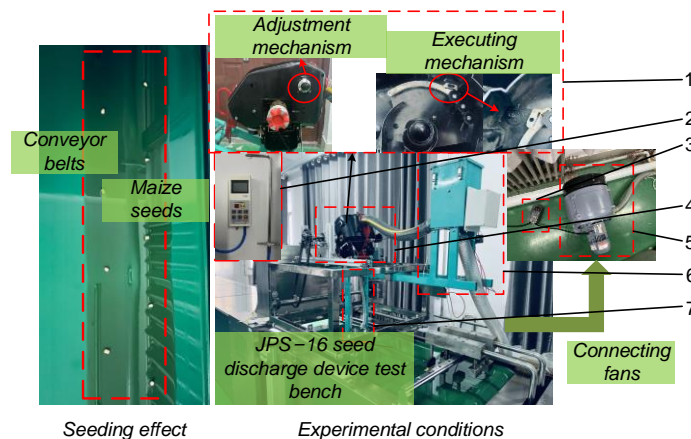 Adjustment
mechanism
Executing
mechanism
1
2
3
4
5
6
7
Conveyor
belts
Maize
seeds
JPS−16 seed
discharge device test
bench
Connecting
fans
Seeding effect
Experimental conditions